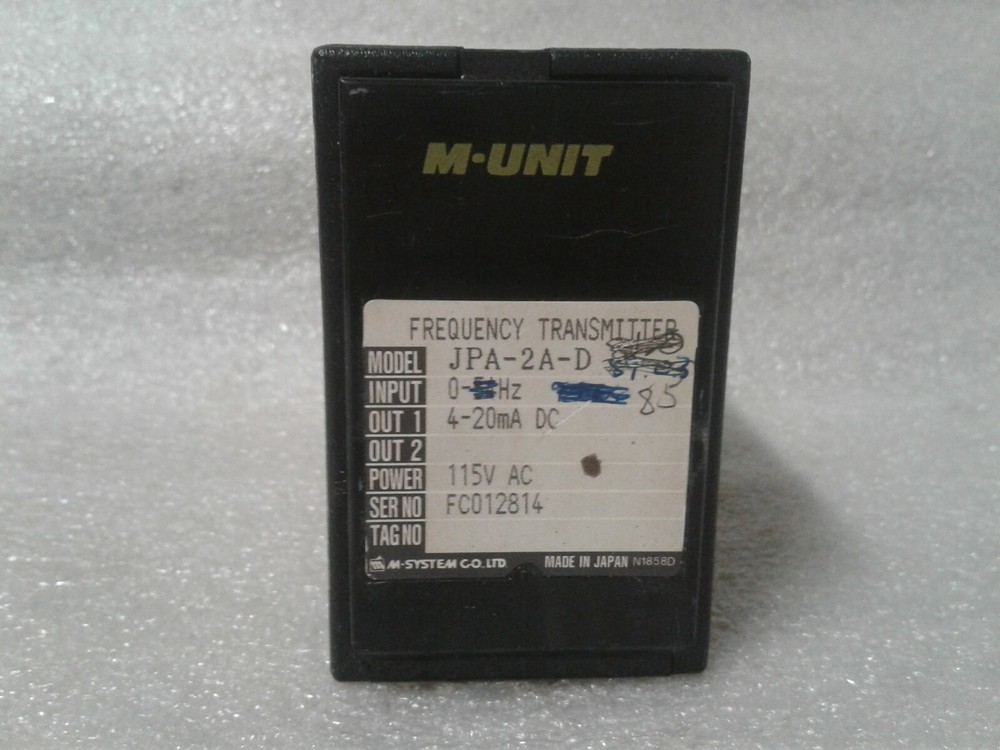 M·UNIT
FREQUENCY TRANSMITTER
MODEL JPA-2A-D
INPUT 0- Hz 85
OUT 1 4-20mA DC
OUT 2
POWER 115V AC
SER NO FC012814
TAG NO
M-SYSTEM CO.,LTD. MADE IN JAPAN N1858D